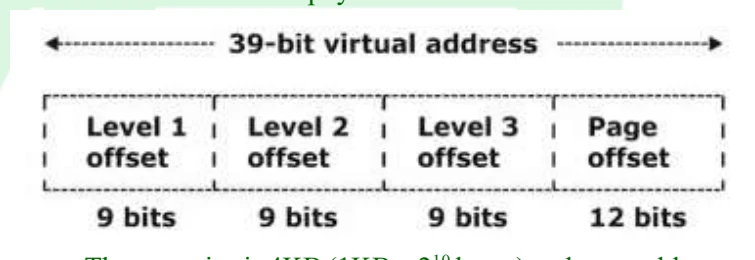 39-bit virtual address
Level 1 offset Level 2 offset Level 3 offset Page offset
9 bits 9 bits 9 bits 12 bits